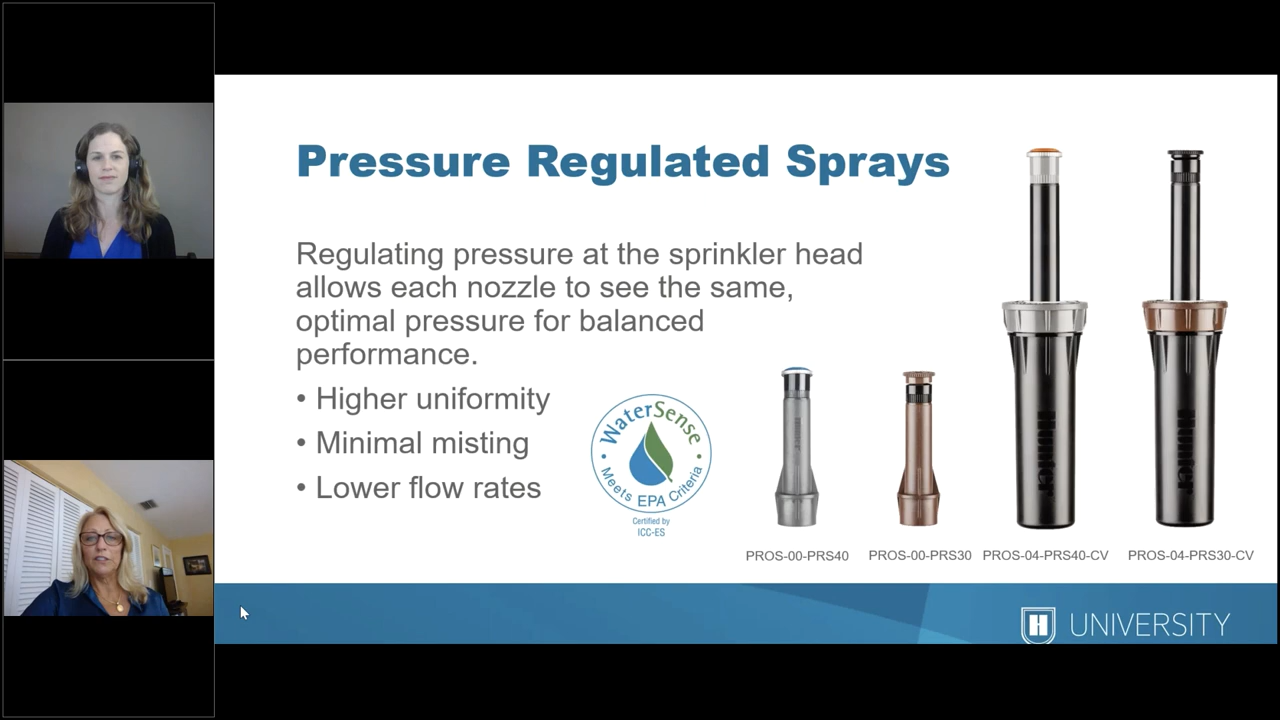 Pressure Regulated Sprays
Regulating pressure at the sprinkler head
allows each nozzle to see the same,
optimal pressure for balanced
performance.
• Higher uniformity
• Minimal misting
• Lower flow rates
WaterSense
Meets EPA Criteria
Certified by
ICC-ES
Hunter
Hunter
PROS-00-PRS40
PROS-00-PRS30
PROS-04-PRS40-CV
PROS-04-PRS30-CV
H UNIVERSITY